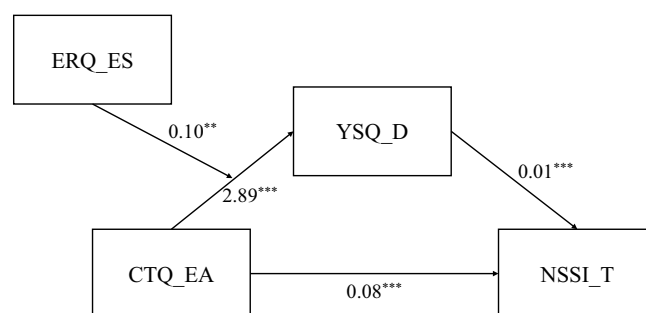 ERQ_ES
YSQ_D
0.10**
0.01***
2.89***
CTQ_EA
NSSI_T
0.08***